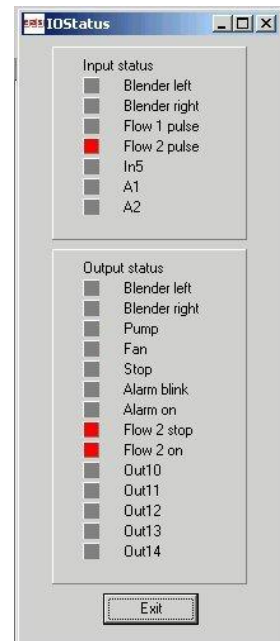 IOStatus
Input status
Blender left
Blender right
Flow 1 pulse
Flow 2 pulse
In5
A1
A2
Output status
Blender left
Blender right
Pump
Fan
Stop
Alarm blink
Alarm on
Flow 2 stop
Flow 2 on
Out10
Out11
Out12
Out13
Out14
Exit